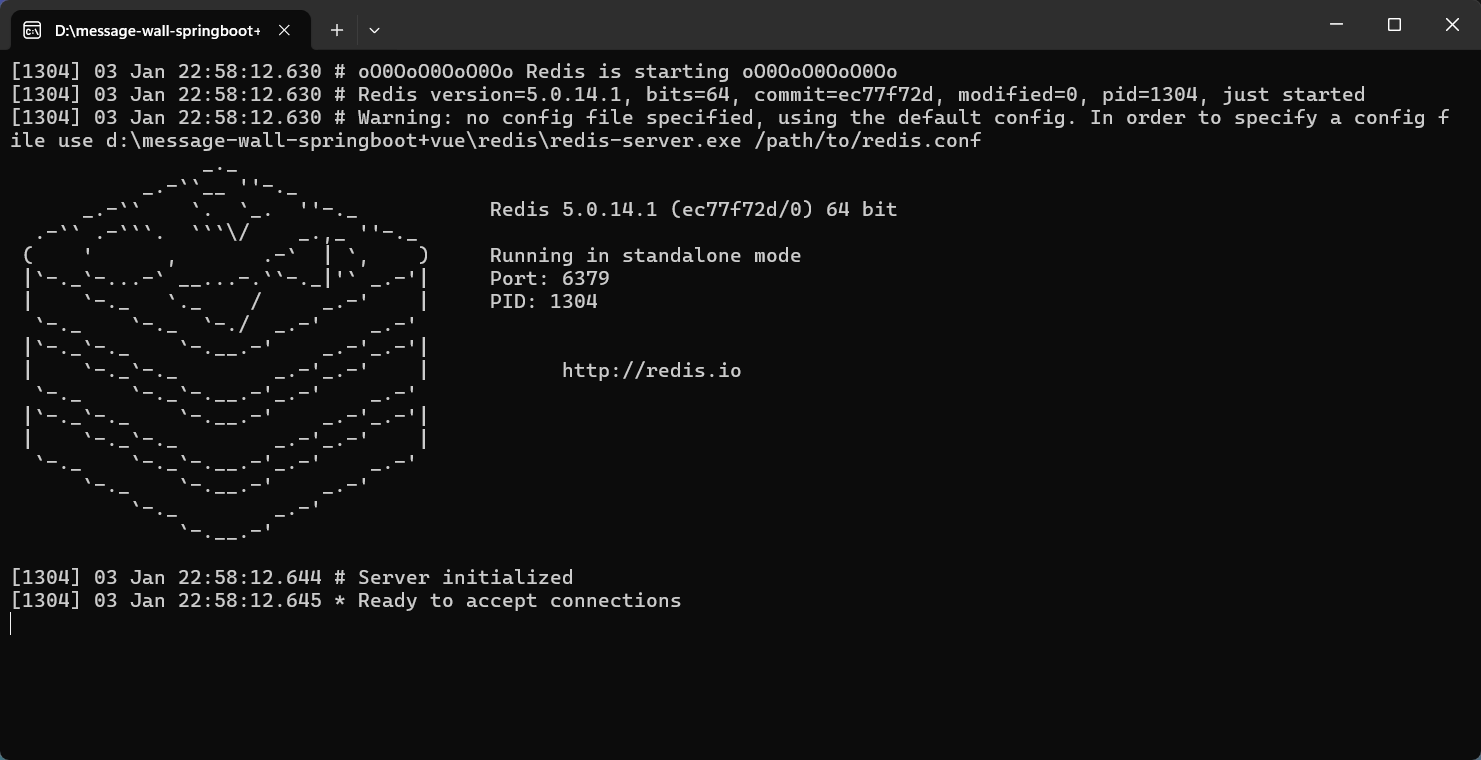 D:\message-wall-springboot+
[1304] 03 Jan 22:58:12.630 # oO0OoO0OoO0Oo Redis is starting oO0OoO0OoO0Oo
[1304] 03 Jan 22:58:12.630 # Redis version=5.0.14.1, bits=64, commit=ec77f72d, modified=0, pid=1304, just started
[1304] 03 Jan 22:58:12.630 # Warning: no config file specified, using the default config. In order to specify a config f
ile use d:\message-wall-springboot+vue\redis\redis-server.exe /path/to/redis.conf
Redis 5.0.14.1 (ec77f72d/0) 64 bit
Running in standalone mode
Port: 6379
PID: 1304
http://redis.io
[1304] 03 Jan 22:58:12.644 # Server initialized
[1304] 03 Jan 22:58:12.645 * Ready to accept connections